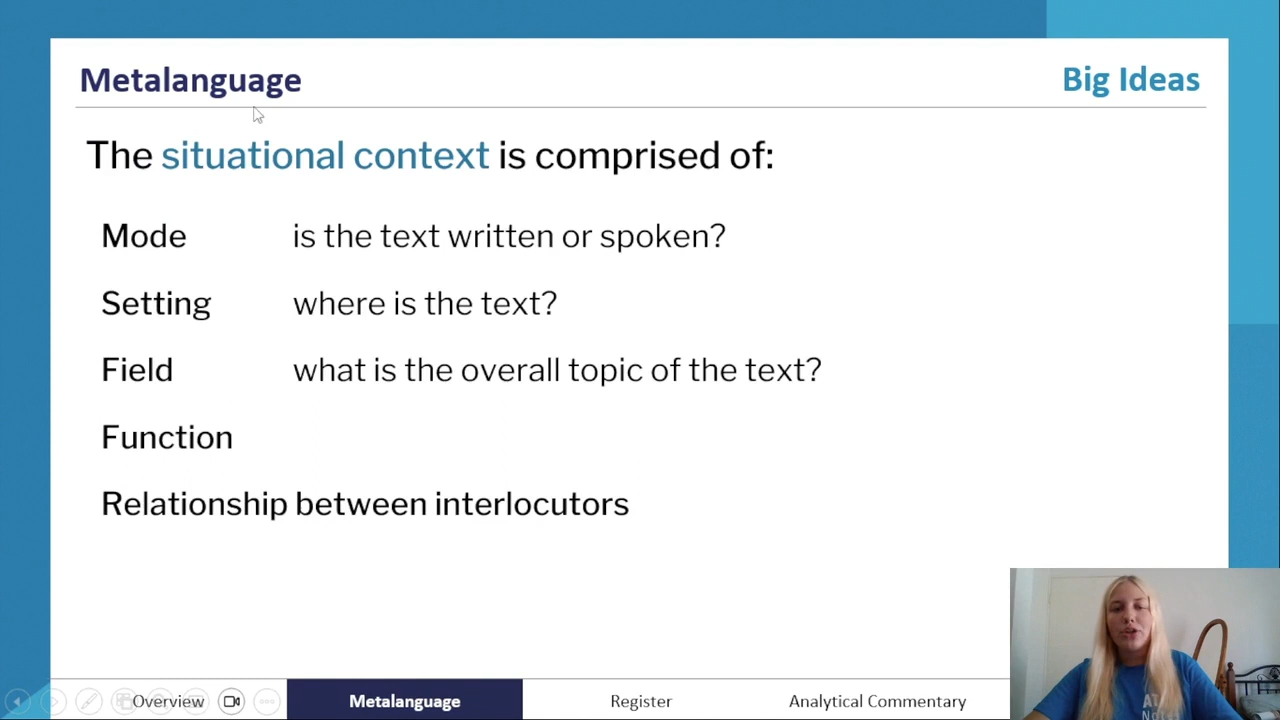 Metalanguage
Big Ideas
The situational context is comprised of:
Mode is the text written or spoken?
Setting where is the text?
Field what is the overall topic of the text?
Function
Relationship between interlocutors
Overview
Metalanguage
Register
Analytical Commentary